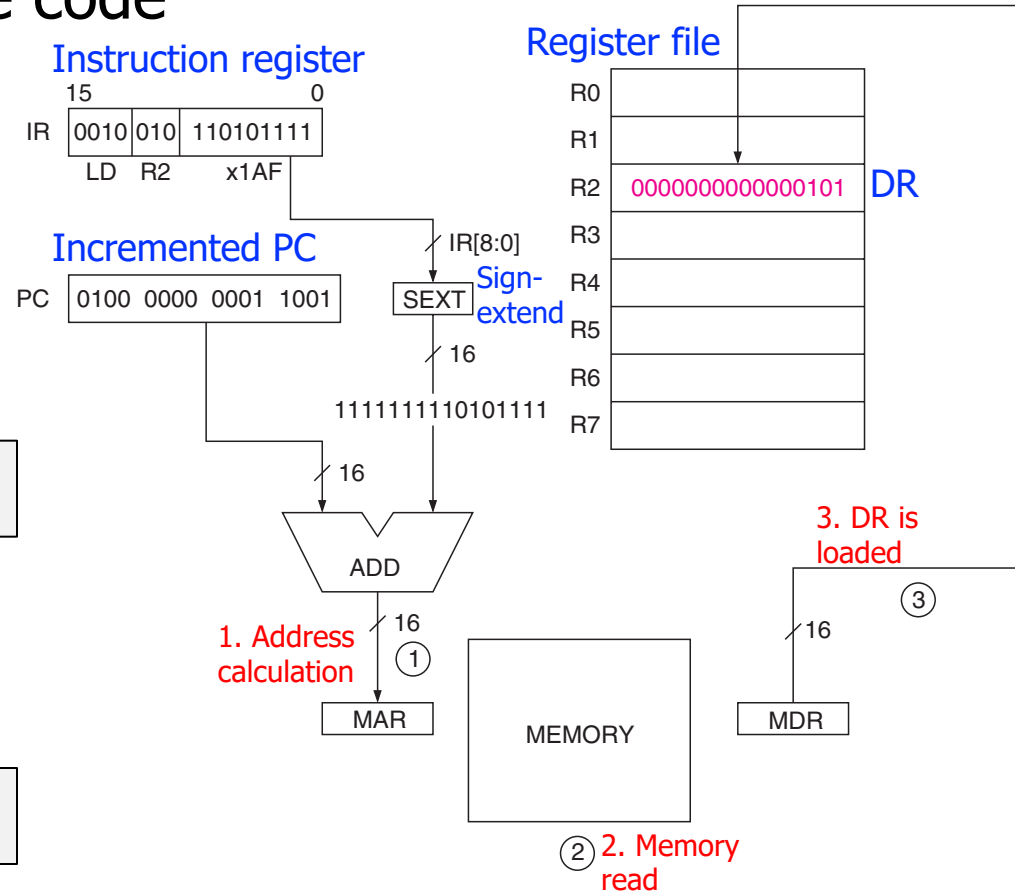 e code
Instruction register
15 0
IR 0010 010 110101111
LD R2 x1AF
IR[8:0]
Incremented PC
PC 0100 0000 0001 1001
SEXT
Sign-
extend
16
1111111110101111
16
ADD
16
1. Address
calculation
1
MAR
MEMORY
2
2. Memory
read
Register file
R0
R1
R2 0000000000000101 DR
R3
R4
R5
R6
R7
3. DR is
loaded
3
16
MDR